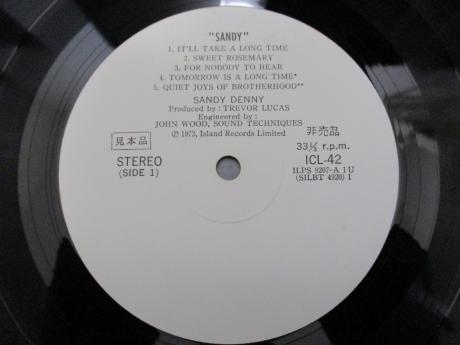 "SANDY"
1. IT'LL TAKE A LONG TIME
2. SWEET ROSEMARY
3. FOR NOBODY TO HEAR
4. TOMORROW IS A LONG TIME*
5. QUIET JOYS OF BROTHERHOOD**
SANDY DENNY
Produced by : TREVOR LUCAS
Engineered by :
JOHN WOOD, SOUND TECHNIQUES
Ⓟ 1973, Island Records Limited
見本品
非売品
STEREO
(SIDE 1)
33⅓ r.p.m.
ICL-42
ILPS 9207-A 1U
(SILBT 4920) 1